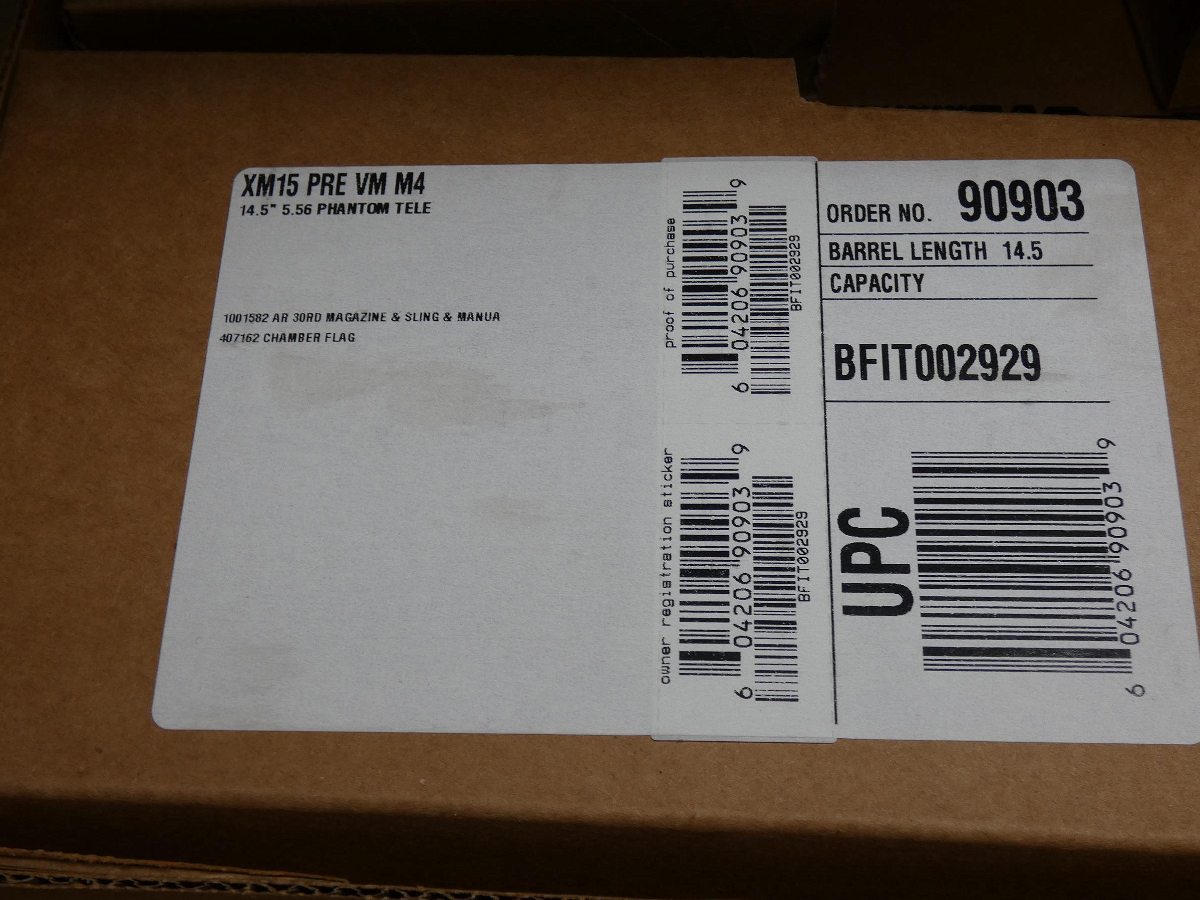 XM15 PRE VM M4
14.5" 5.56 PHANTOM TELE
1001582 AR 30RD MAGAZINE & SLING & MANUA
407162 CHAMBER FLAG
proof of purchase
6 04206 90903 9
BFIT002929
owner registration sticker
6 04206 90903 9
BFIT002929
ORDER NO. 90903
BARREL LENGTH 14.5
CAPACITY
BFIT002929
UPC
6 04206 90903 9